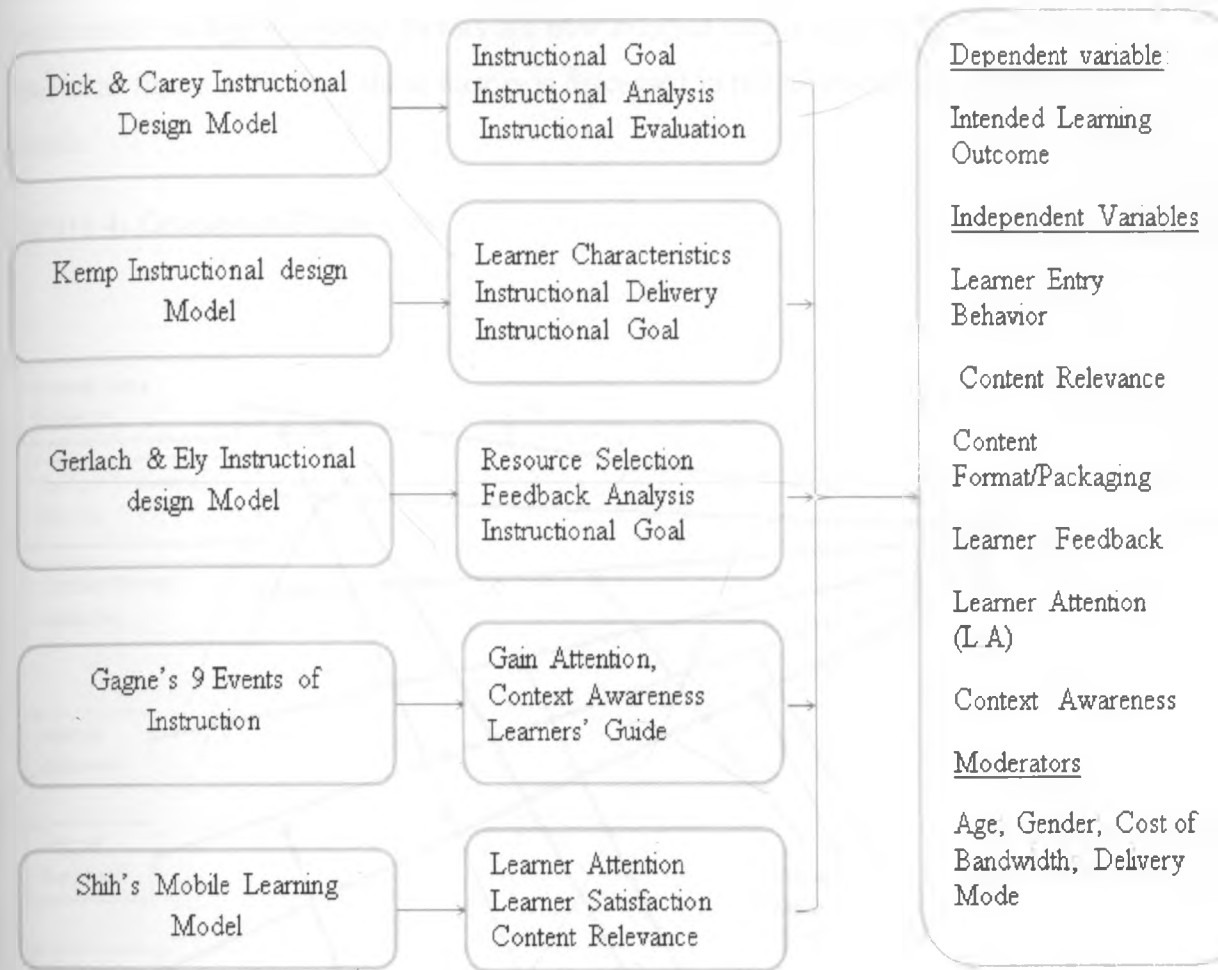 Dick & Carey Instructional
Design Model
Instructional Goal
Instructional Analysis
Instructional Evaluation
Kemp Instructional design
Model
Learner Characteristics
Instructional Delivery
Instructional Goal
Gerlach & Ely Instructional
design Model
Resource Selection
Feedback Analysis
Instructional Goal
Gagne's 9 Events of
Instruction
Gain Attention,
Context Awareness
Learners' Guide
Shih's Mobile Learning
Model
Learner Attention
Learner Satisfaction
Content Relevance
Dependent variable
Intended Learning
Outcome
Independent Variables
Learner Entry
Behavior
Content Relevance
Content
Format/Packaging
Learner Feedback
Learner Attention
(L.A)
Context Awareness
Moderators
Age, Gender, Cost of
Bandwidth, Delivery
Mode